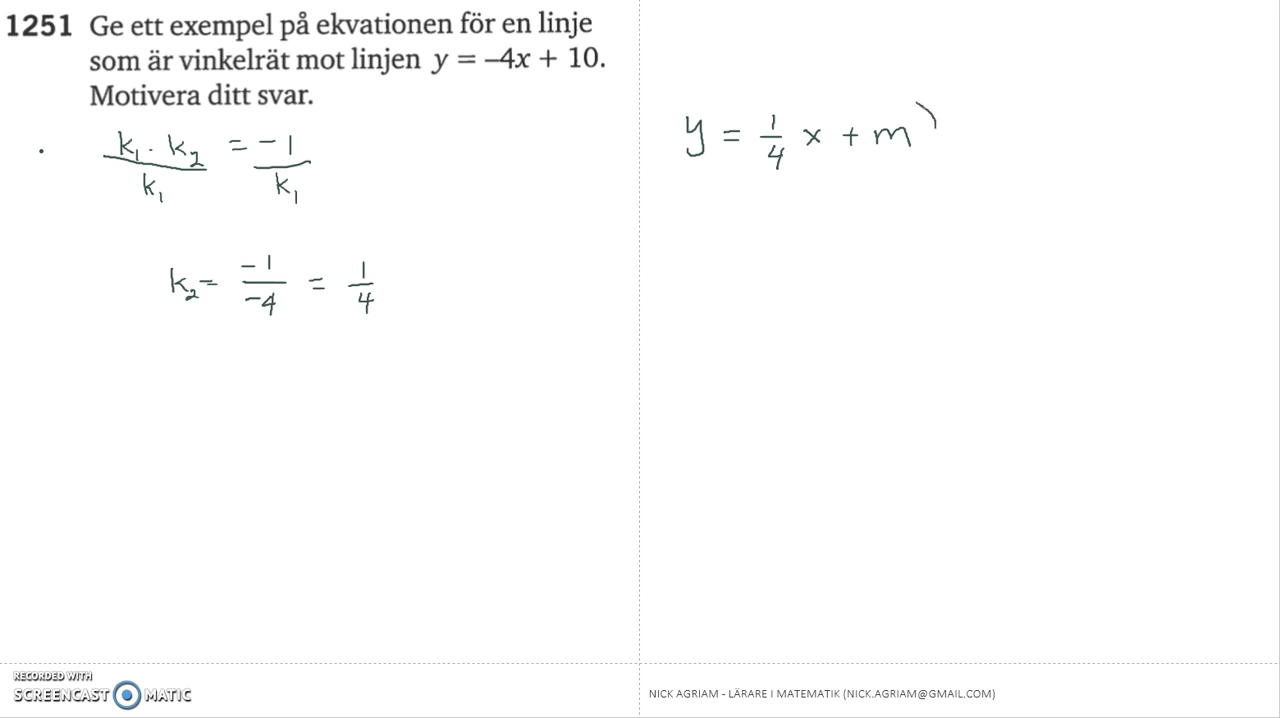 1251 Ge ett exempel på ekvationen för en linje
som är vinkelrät mot linjen y = –4x + 10.
Motivera ditt svar.
k₁ · k₂ / k₁ = –1 / k₁
k₂ = –1 / –4 = 1 / 4
y = 1/4 x + m
RECORDED WITH
SCREENCAST MATIC
NICK AGRIAM - LÄRARE I MATEMATIK (NICK.AGRIAM@GMAIL.COM)